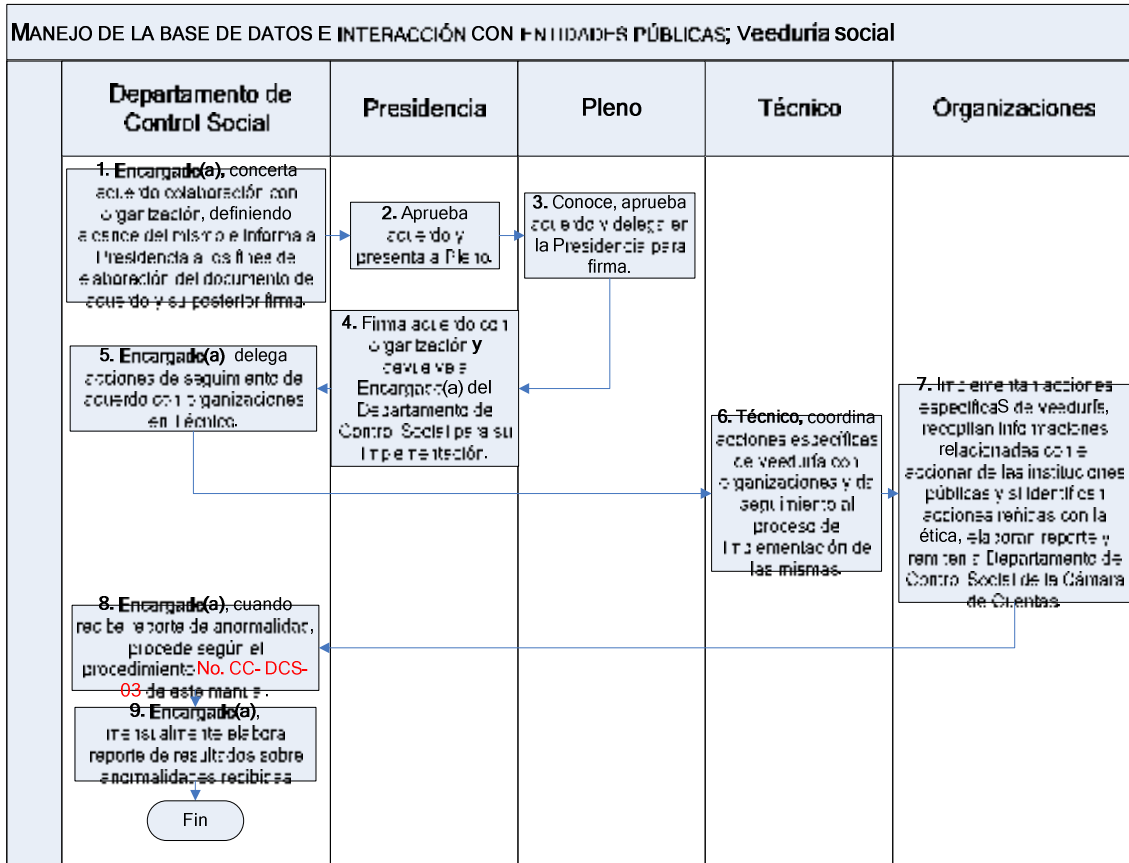 MANEJO DE LA BASE DE DATOS E INTERACCIÓN CON ENTIDADES PÚBLICAS; Veeduría social
Departamento de
Control Social
Presidencia
Pleno
Técnico
Organizaciones
1. Encargado(a), concerta
acuerdo colaboración con
organización, definiendo
alcance del mismo e informa a
Presidencia a los fines de
elaboración del documento de
acuerdo y su posterior firma.
2. Aprueba
acuerdo y
presenta a Pleno.
3. Conoce, aprueba
acuerdo y delega en
la Presidencia para
firma.
4. Firma acuerdo con
organización y
devuelve a
Encargado(a) del
Departamento de
Control Social para su
implementación.
5. Encargado(a) delega
acciones de seguimiento de
acuerdo con organizaciones
en Técnico.
6. Técnico, coordina
acciones específicas
de veeduría con
organizaciones y da
seguimiento al
proceso de
implementación de
las mismas.
7. Implementan acciones
específicaS de veeduría,
recopilan informaciones
relacionadas con el
accionar de las instituciones
públicas y si identifican
acciones reñidas con la
ética, elaboran reporte y
remiten a Departamento de
Control Social de la Cámara
de Cuentas.
8. Encargado(a), cuando
recibe reporte de anormalidad,
procede según el
procedimiento No. CC- DCS-
03 de este manual.
9. Encargado(a),
mensualmente elabora
reporte de resultados sobre
anormalidades recibidas
Fin